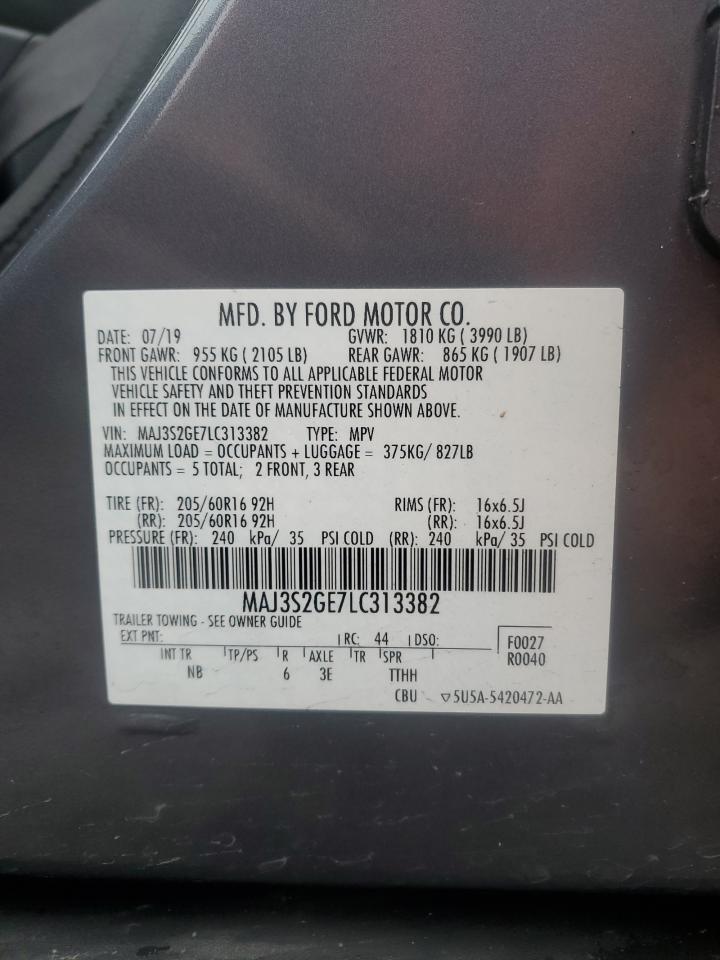 MFD. BY FORD MOTOR CO.
DATE: 07/19 GVWR: 1810 KG ( 3990 LB)
FRONT GAWR: 955 KG ( 2105 LB) REAR GAWR: 865 KG ( 1907 LB)
THIS VEHICLE CONFORMS TO ALL APPLICABLE FEDERAL MOTOR
VEHICLE SAFETY AND THEFT PREVENTION STANDARDS
IN EFFECT ON THE DATE OF MANUFACTURE SHOWN ABOVE.
VIN: MAJ3S2GE7LC313382 TYPE: MPV
MAXIMUM LOAD = OCCUPANTS + LUGGAGE = 375KG/ 827LB
OCCUPANTS = 5 TOTAL; 2 FRONT, 3 REAR
TIRE (FR): 205/60R16 92H RIMS (FR): 16x6.5J
(RR): 205/60R16 92H (RR): 16x6.5J
PRESSURE (FR): 240 kPa/ 35 PSI COLD (RR): 240 kPa/ 35 PSI COLD
MAJ3S2GE7LC313382
TRAILER TOWING - SEE OWNER GUIDE
EXT PNT: RC: 44 DSO: F0027
INT TR TP/PS R AXLE TR SPR R0040
NB 6 3E TTHH
CBU ▽5U5A-5420472-AA